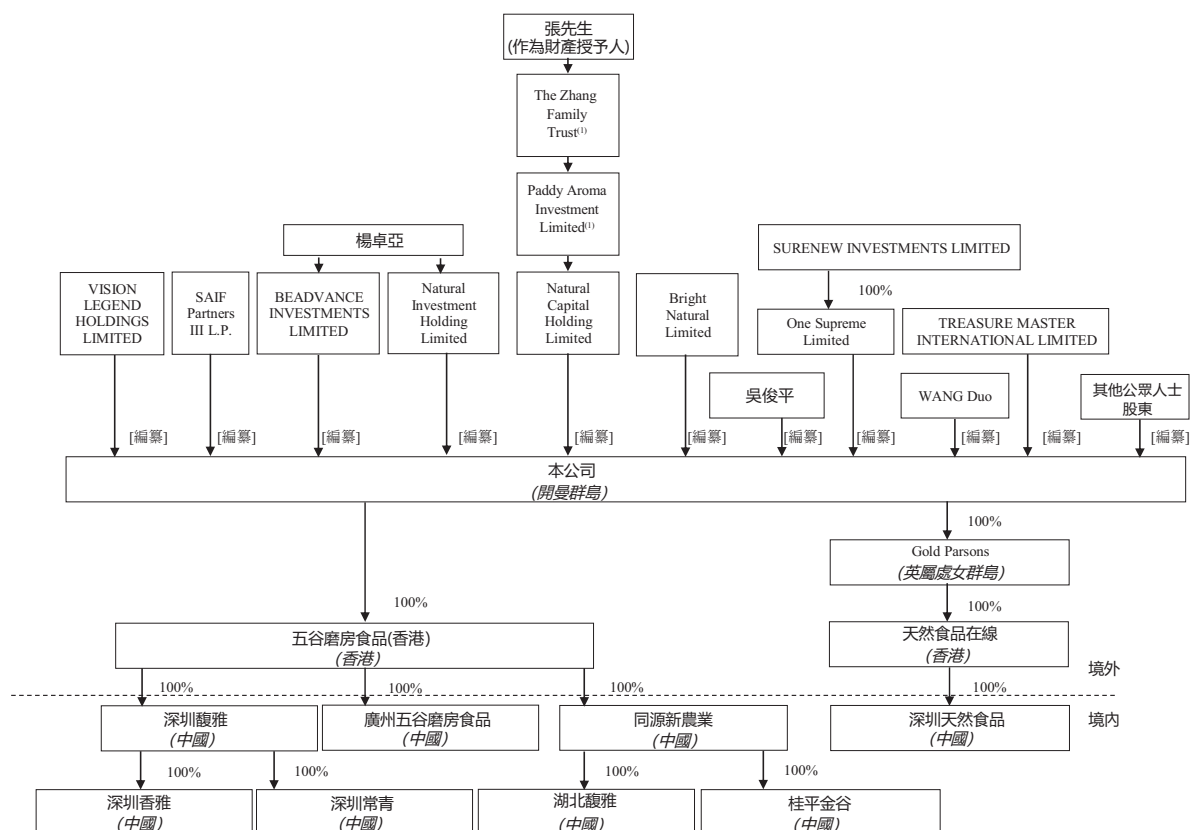 張先生
(作為財產授予人)
The Zhang
Family
Trust(1)
Paddy Aroma
Investment
Limited(1)
楊卓亞
SURENEW INVESTMENTS LIMITED
100%
VISION
LEGEND
HOLDINGS
LIMITED
SAIF
Partners
III L.P.
BEADVANCE
INVESTMENTS
LIMITED
Natural
Investment
Holding
Limited
Natural
Capital
Holding
Limited
Bright
Natural
Limited
One Supreme
Limited
TREASURE MASTER
INTERNATIONAL LIMITED
吳俊平
WANG Duo
其他公眾人士
股東
[編纂]
[編纂]
[編纂]
[編纂]
[編纂]
[編纂]
[編纂]
[編纂]
[編纂]
[編纂]
[編纂]
本公司
(開曼群島)
100%
Gold Parsons
(英屬處女群島)
100%
100%
五谷磨房食品(香港)
(香港)
天然食品在線
(香港)
境外
100%
100%
100%
100%
深圳馥雅
(中國)
廣州五谷磨房食品
(中國)
同源新農業
(中國)
深圳天然食品
(中國)
境內
100%
100%
100%
100%
深圳香雅
(中國)
深圳常青
(中國)
湖北馥雅
(中國)
桂平金谷
(中國)